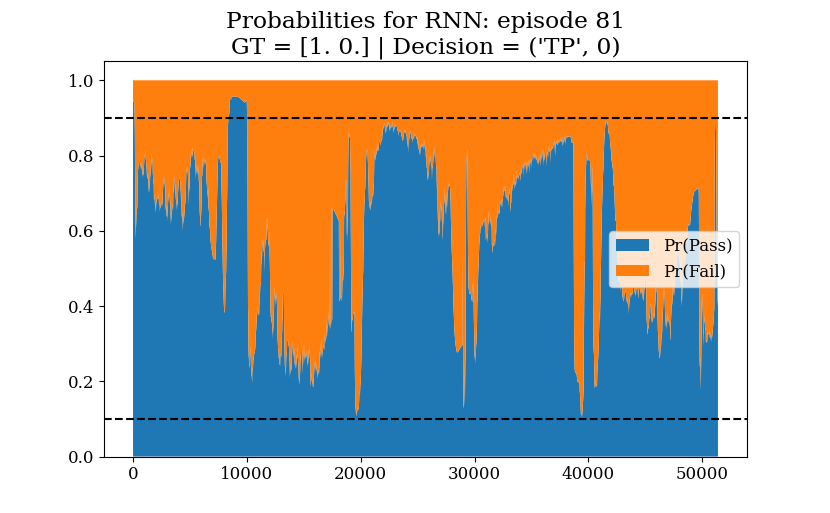 Probabilities for RNN: episode 81
GT = [1. 0.] | Decision = ('TP', 0)
1.0
0.8
0.6
0.4
0.2
0.0
Pr(Pass)
Pr(Fail)
0 10000 20000 30000 40000 50000